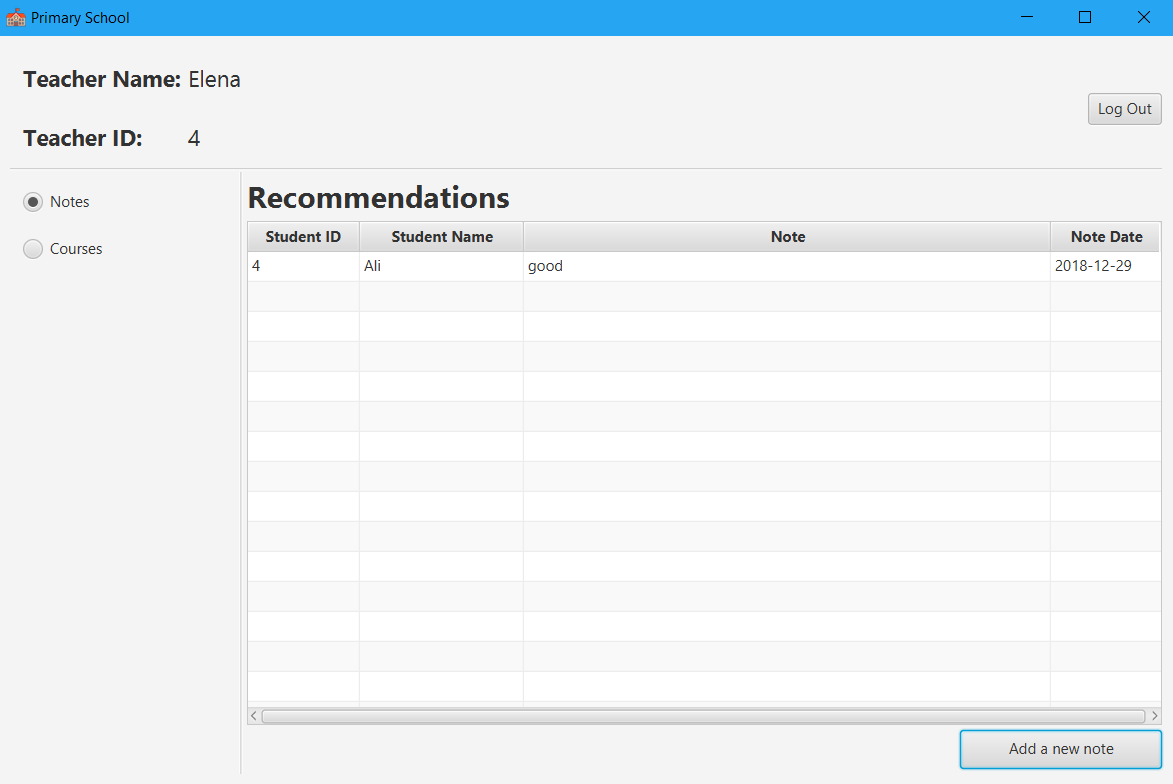 Primary School
Teacher Name: Elena
Log Out
Teacher ID: 4
Notes
Courses
Recommendations
Student ID Student Name Note Note Date
4 Ali good 2018-12-29
Add a new note